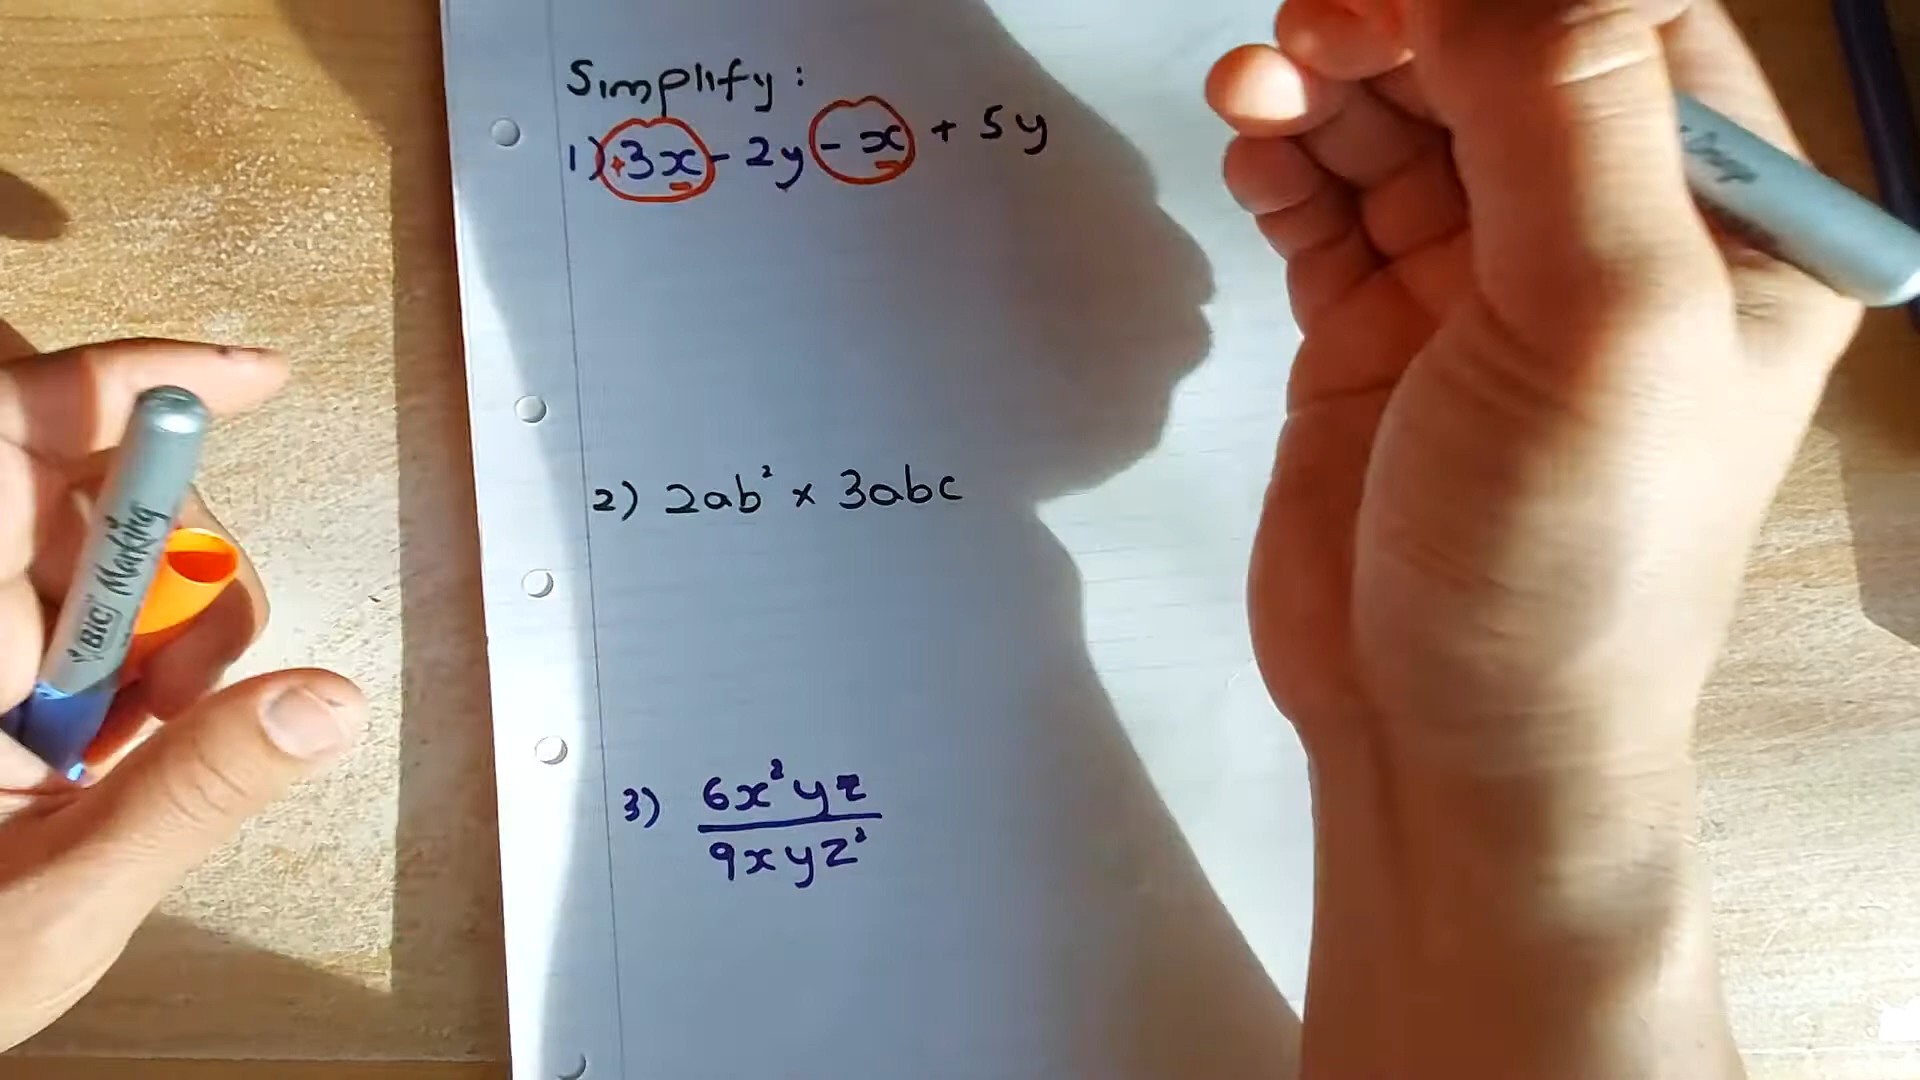 Simplify:
1) +3x - 2y - x + 5y
2) 2ab² × 3abc
3) 6x²yz
9xyz²
BIC Marking